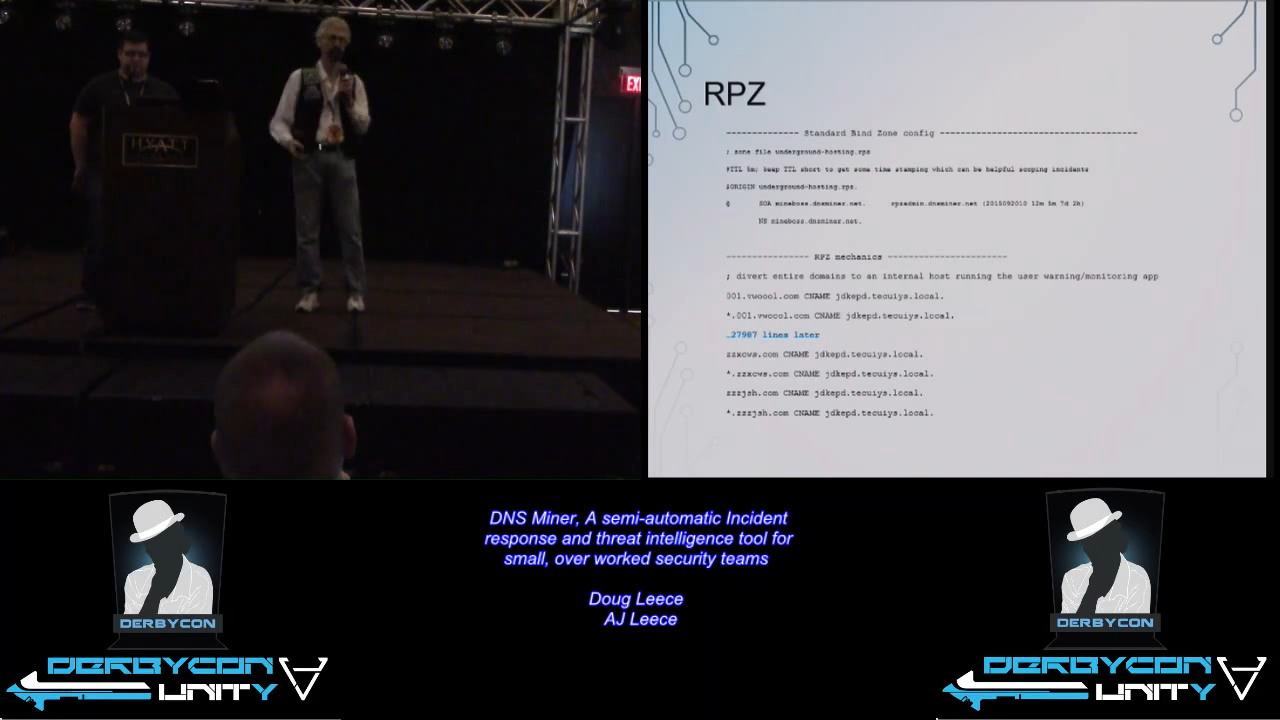 HYATT
EXI
RPZ
-------------- Standard Bind Zone config --------------------------------------
; zone file underground-hosting.rpz
$TTL 5m; keep TTL short to get some time stamping which can be helpful scoping incidents
$ORIGIN underground-hosting.rpz.
@ SOA mineboss.dnsminer.net. rpzadmin.dnsminer.net (2015092010 12m 5m 7d 2h)
NS mineboss.dnsminer.net.
---------------- RPZ mechanics -----------------------
; divert entire domains to an internal host running the user warning/monitoring app
001.vwoool.com CNAME jdkepd.tecuiys.local.
*.001.vwoool.com CNAME jdkepd.tecuiys.local.
…27987 lines later
zzxcws.com CNAME jdkepd.tecuiys.local.
*.zzxcws.com CNAME jdkepd.tecuiys.local.
zzzjsh.com CNAME jdkepd.tecuiys.local.
*.zzzjsh.com CNAME jdkepd.tecuiys.local.
DNS Miner, A semi-automatic Incident
response and threat intelligence tool for
small, over worked security teams
Doug Leece
AJ Leece
DERBYCON
DERBYCON
UNITY
DERBYCON
DERBYCON
UNITY